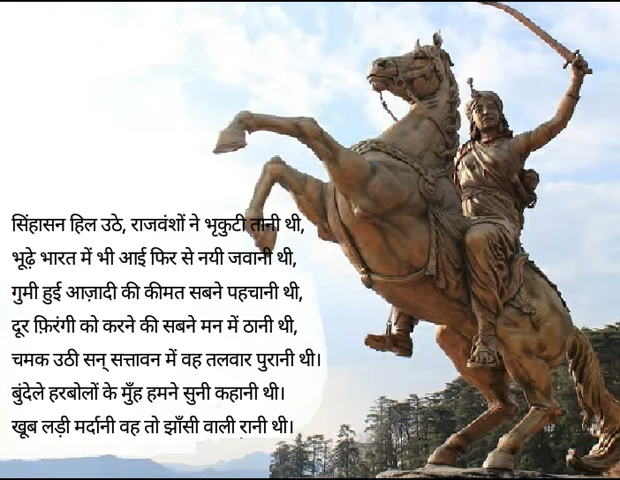 सिंहासन हिल उठे, राजवंशों ने भृकुटी तानी थी,
भूढ़े भारत में भी आई फिर से नयी जवानी थी,
गुमी हुई आज़ादी की कीमत सबने पहचानी थी,
दूर फ़िरंगी को करने की सबने मन में ठानी थी,
चमक उठी सन् सत्तावन में वह तलवार पुरानी थी।
बुंदेले हरबोलों के मुँह हमने सुनी कहानी थी।
खूब लड़ी मर्दानी वह तो झाँसी वाली रानी थी।